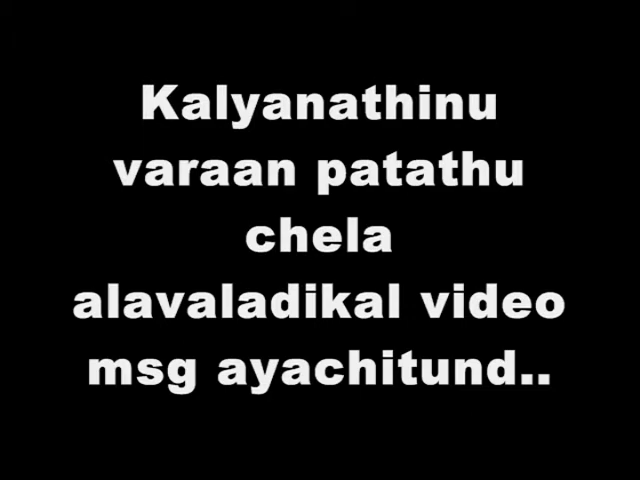 Kalyanathinu
varaan patathu
chela
alavaladikal video
msg ayachitund..